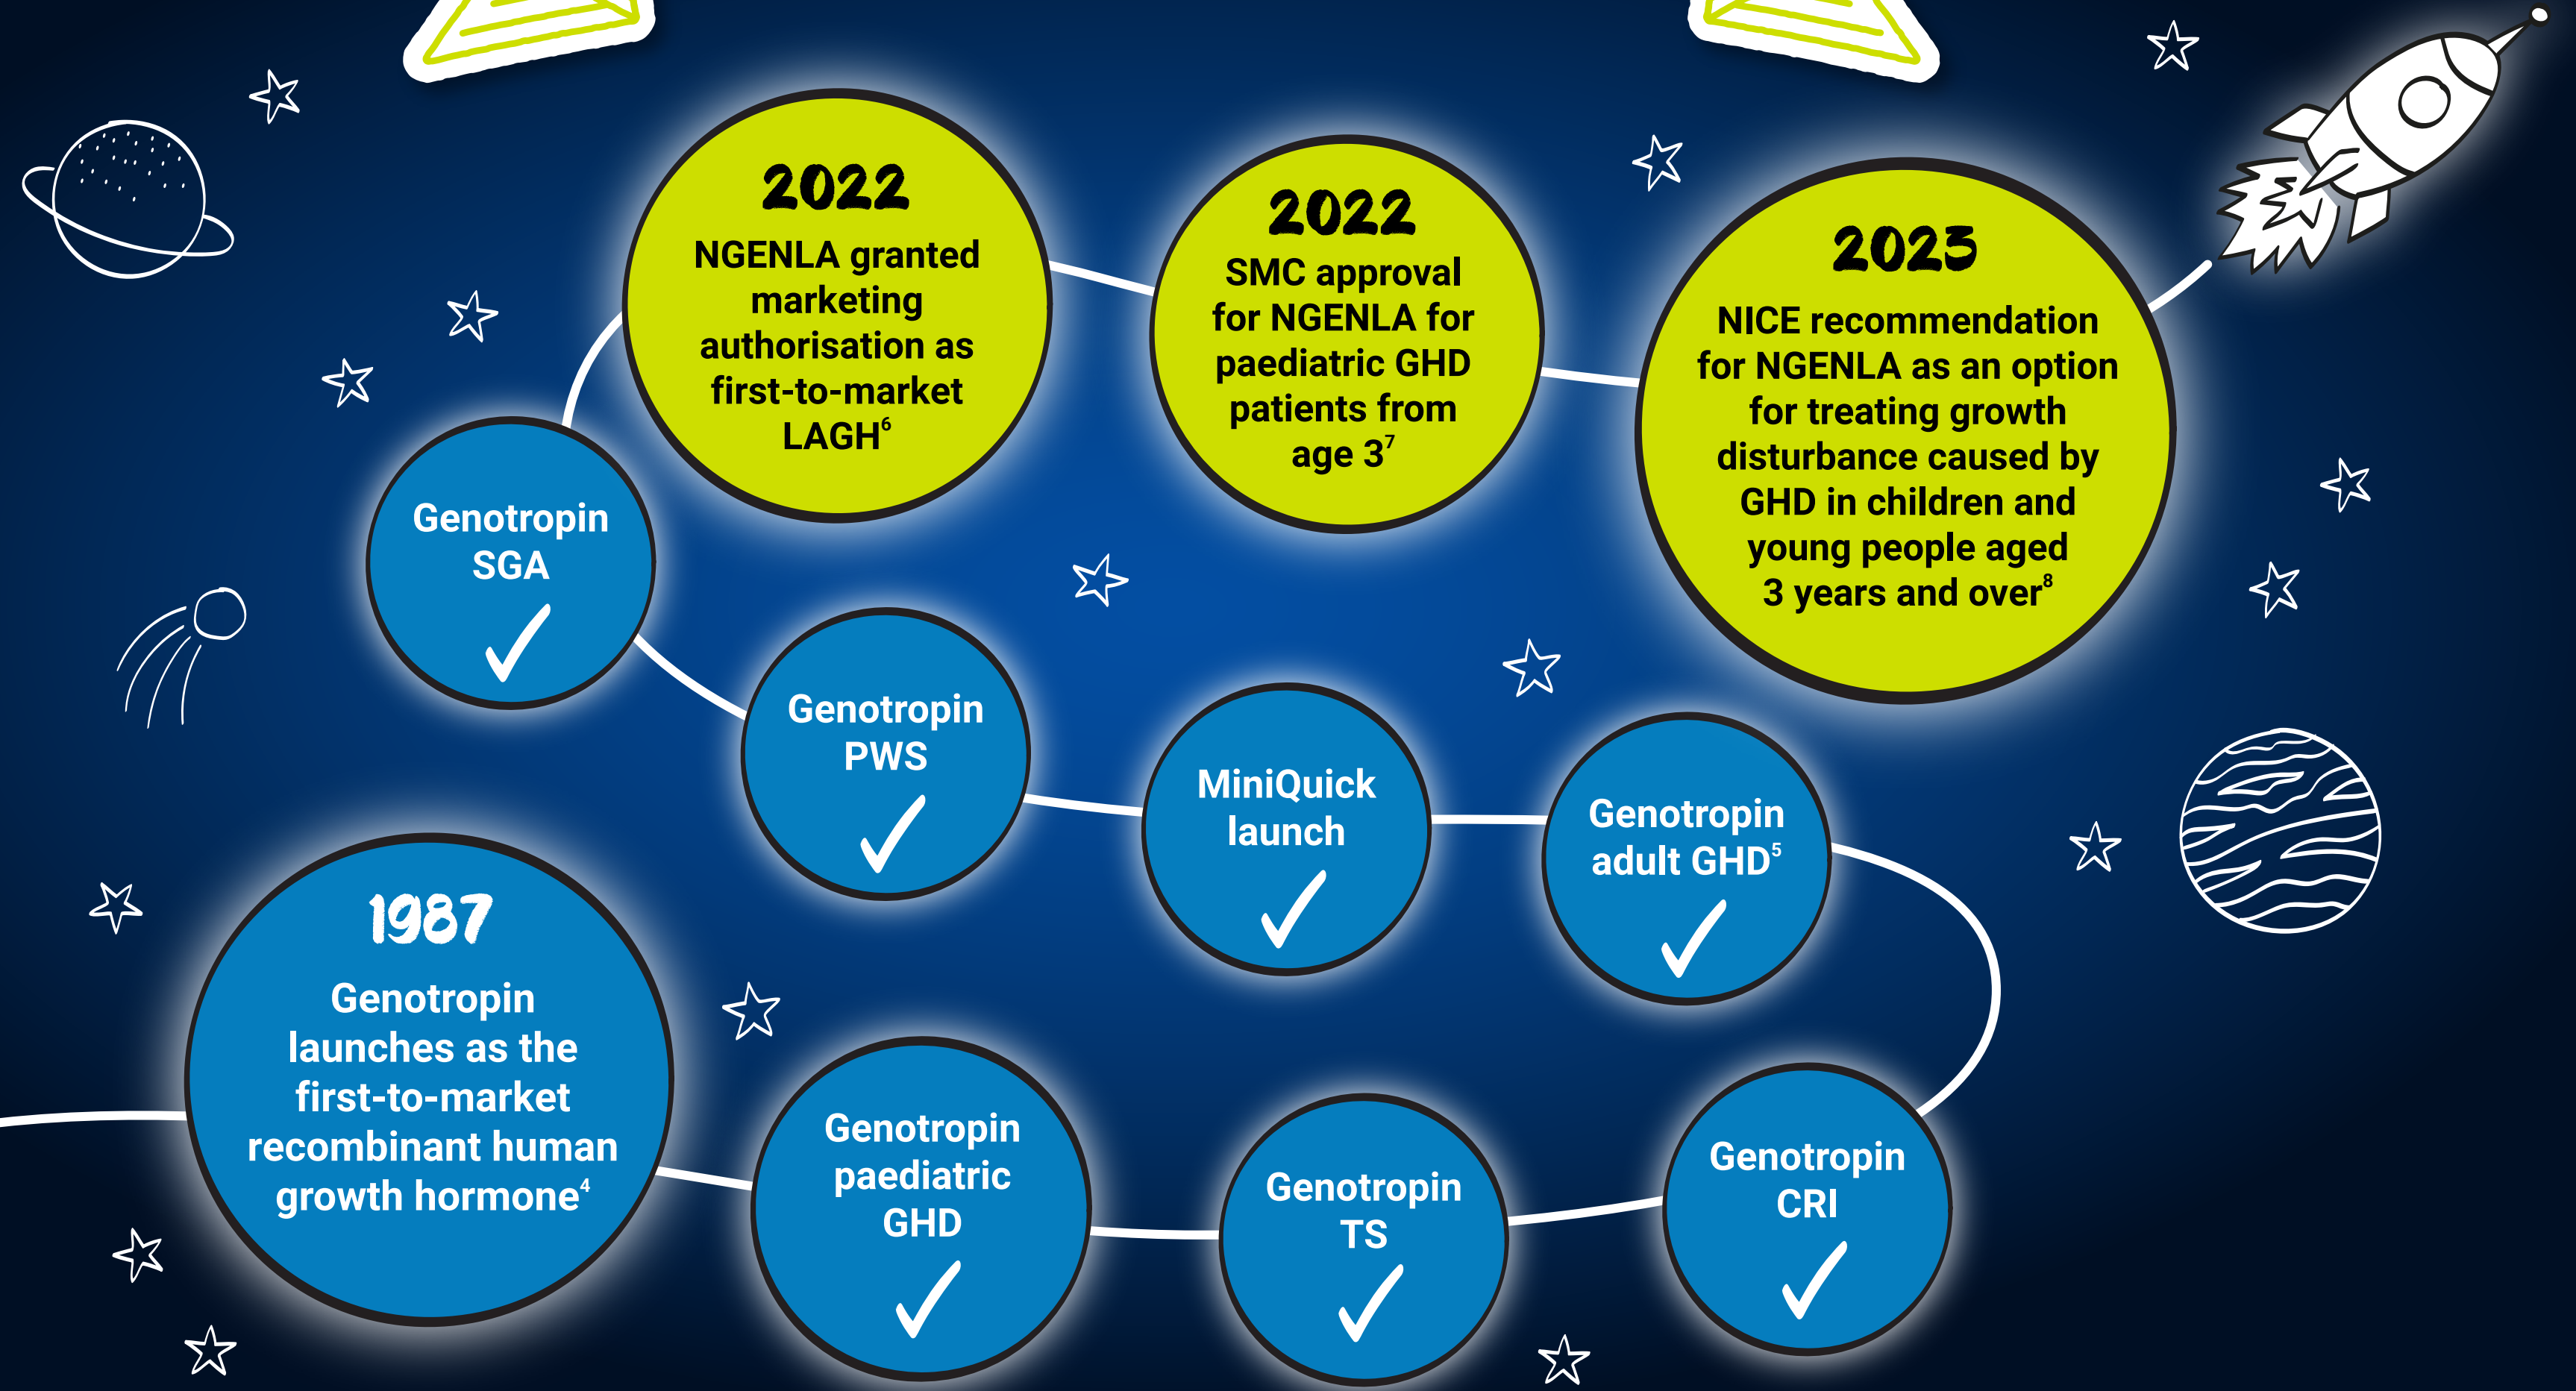 2022
NGENLA granted
marketing
authorisation as
first-to-market
LAGH⁶
2022
SMC approval
for NGENLA for
paediatric GHD
patients from
age 3⁷
2023
NICE recommendation
for NGENLA as an option
for treating growth
disturbance caused by
GHD in children and
young people aged
3 years and over⁸
Genotropin
SGA
Genotropin
PWS
MiniQuick
launch
Genotropin
adult GHD⁵
1987
Genotropin
launches as the
first-to-market
recombinant human
growth hormone⁴
Genotropin
paediatric
GHD
Genotropin
TS
Genotropin
CRI